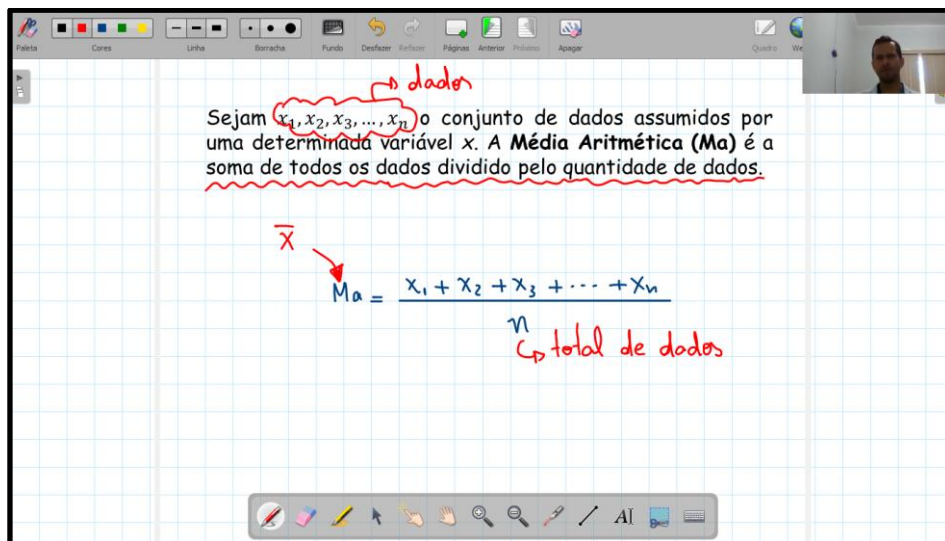 Paleta Cores Linha Borracha Fundo Desfazer Refazer Páginas Anterior Próximo Apagar Quadro We
dados
Sejam x₁, x₂, x₃, ..., xₙ o conjunto de dados assumidos por
uma determinada variável x. A Média Aritmética (Ma) é a
soma de todos os dados dividido pelo quantidade de dados.
x̅
Ma = x₁ + x₂ + x₃ + ··· + xₙ
n
total de dados
AI